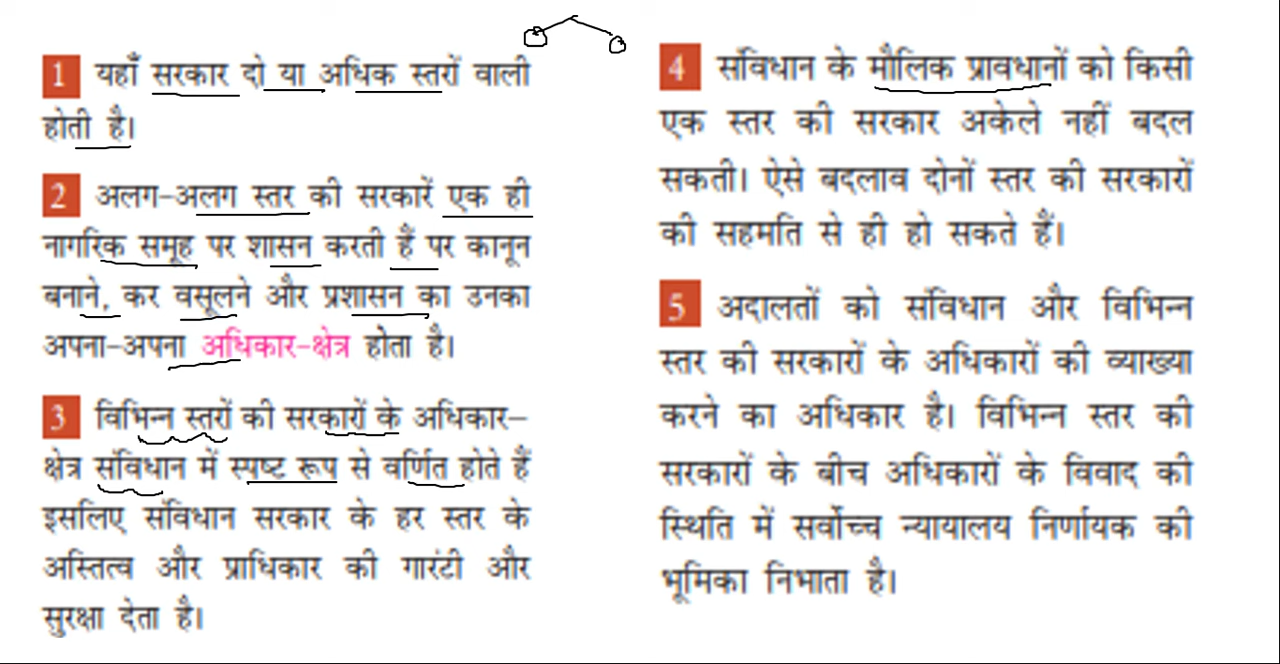 1 यहाँ सरकार दो या अधिक स्तरों वाली
होती है।
2 अलग-अलग स्तर की सरकारें एक ही
नागरिक समूह पर शासन करती हैं पर कानून
बनाने, कर वसूलने और प्रशासन का उनका
अपना-अपना अधिकार-क्षेत्र होता है।
3 विभिन्न स्तरों की सरकारों के अधिकार-
क्षेत्र संविधान में स्पष्ट रूप से वर्णित होते हैं
इसलिए संविधान सरकार के हर स्तर के
अस्तित्व और प्राधिकार की गारंटी और
सुरक्षा देता है।
4 संविधान के मौलिक प्रावधानों को किसी
एक स्तर की सरकार अकेले नहीं बदल
सकती। ऐसे बदलाव दोनों स्तर की सरकारों
की सहमति से ही हो सकते हैं।
5 अदालतों को संविधान और विभिन्न
स्तर की सरकारों के अधिकारों की व्याख्या
करने का अधिकार है। विभिन्न स्तर की
सरकारों के बीच अधिकारों के विवाद की
स्थिति में सर्वोच्च न्यायालय निर्णायक की
भूमिका निभाता है।